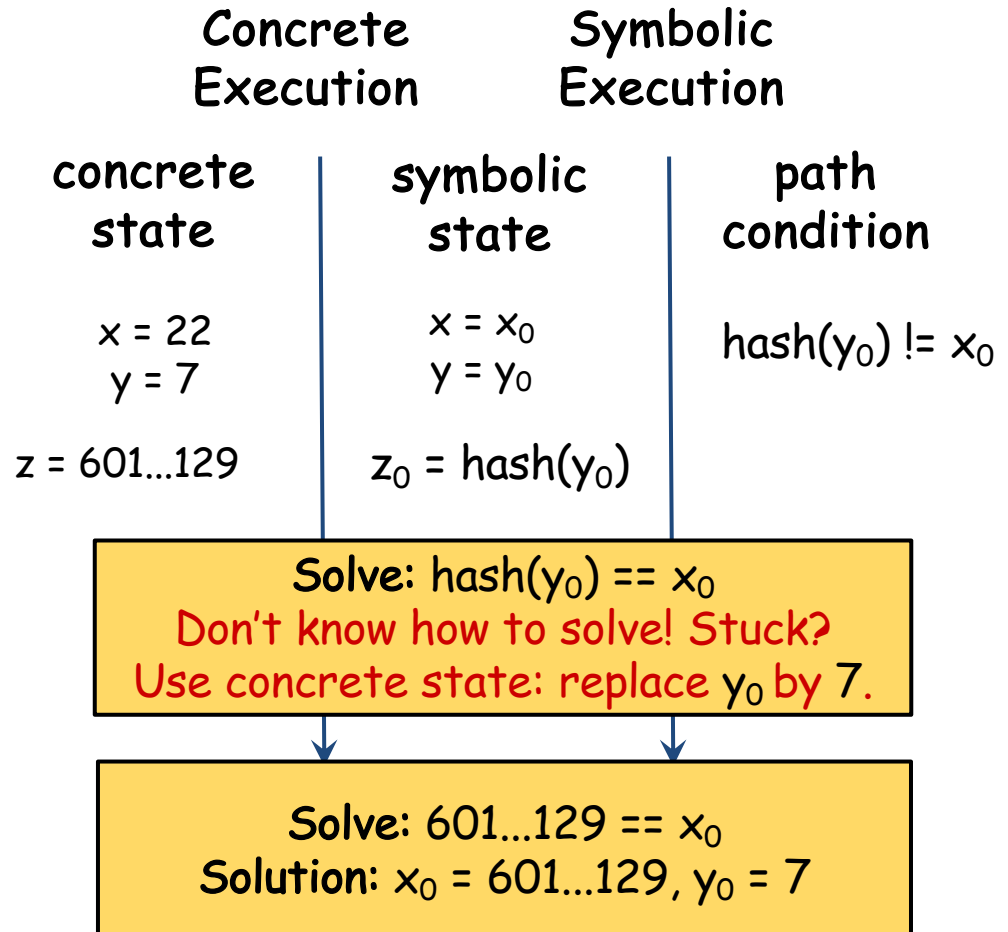 Concrete Execution
Symbolic Execution
concrete state
symbolic state
path condition
x = 22
y = 7
z = 601...129
x = x₀
y = y₀
z₀ = hash(y₀)
hash(y₀) != x₀
Solve: hash(y₀) == x₀
Don't know how to solve! Stuck?
Use concrete state: replace y₀ by 7.
Solve: 601...129 == x₀
Solution: x₀ = 601...129, y₀ = 7